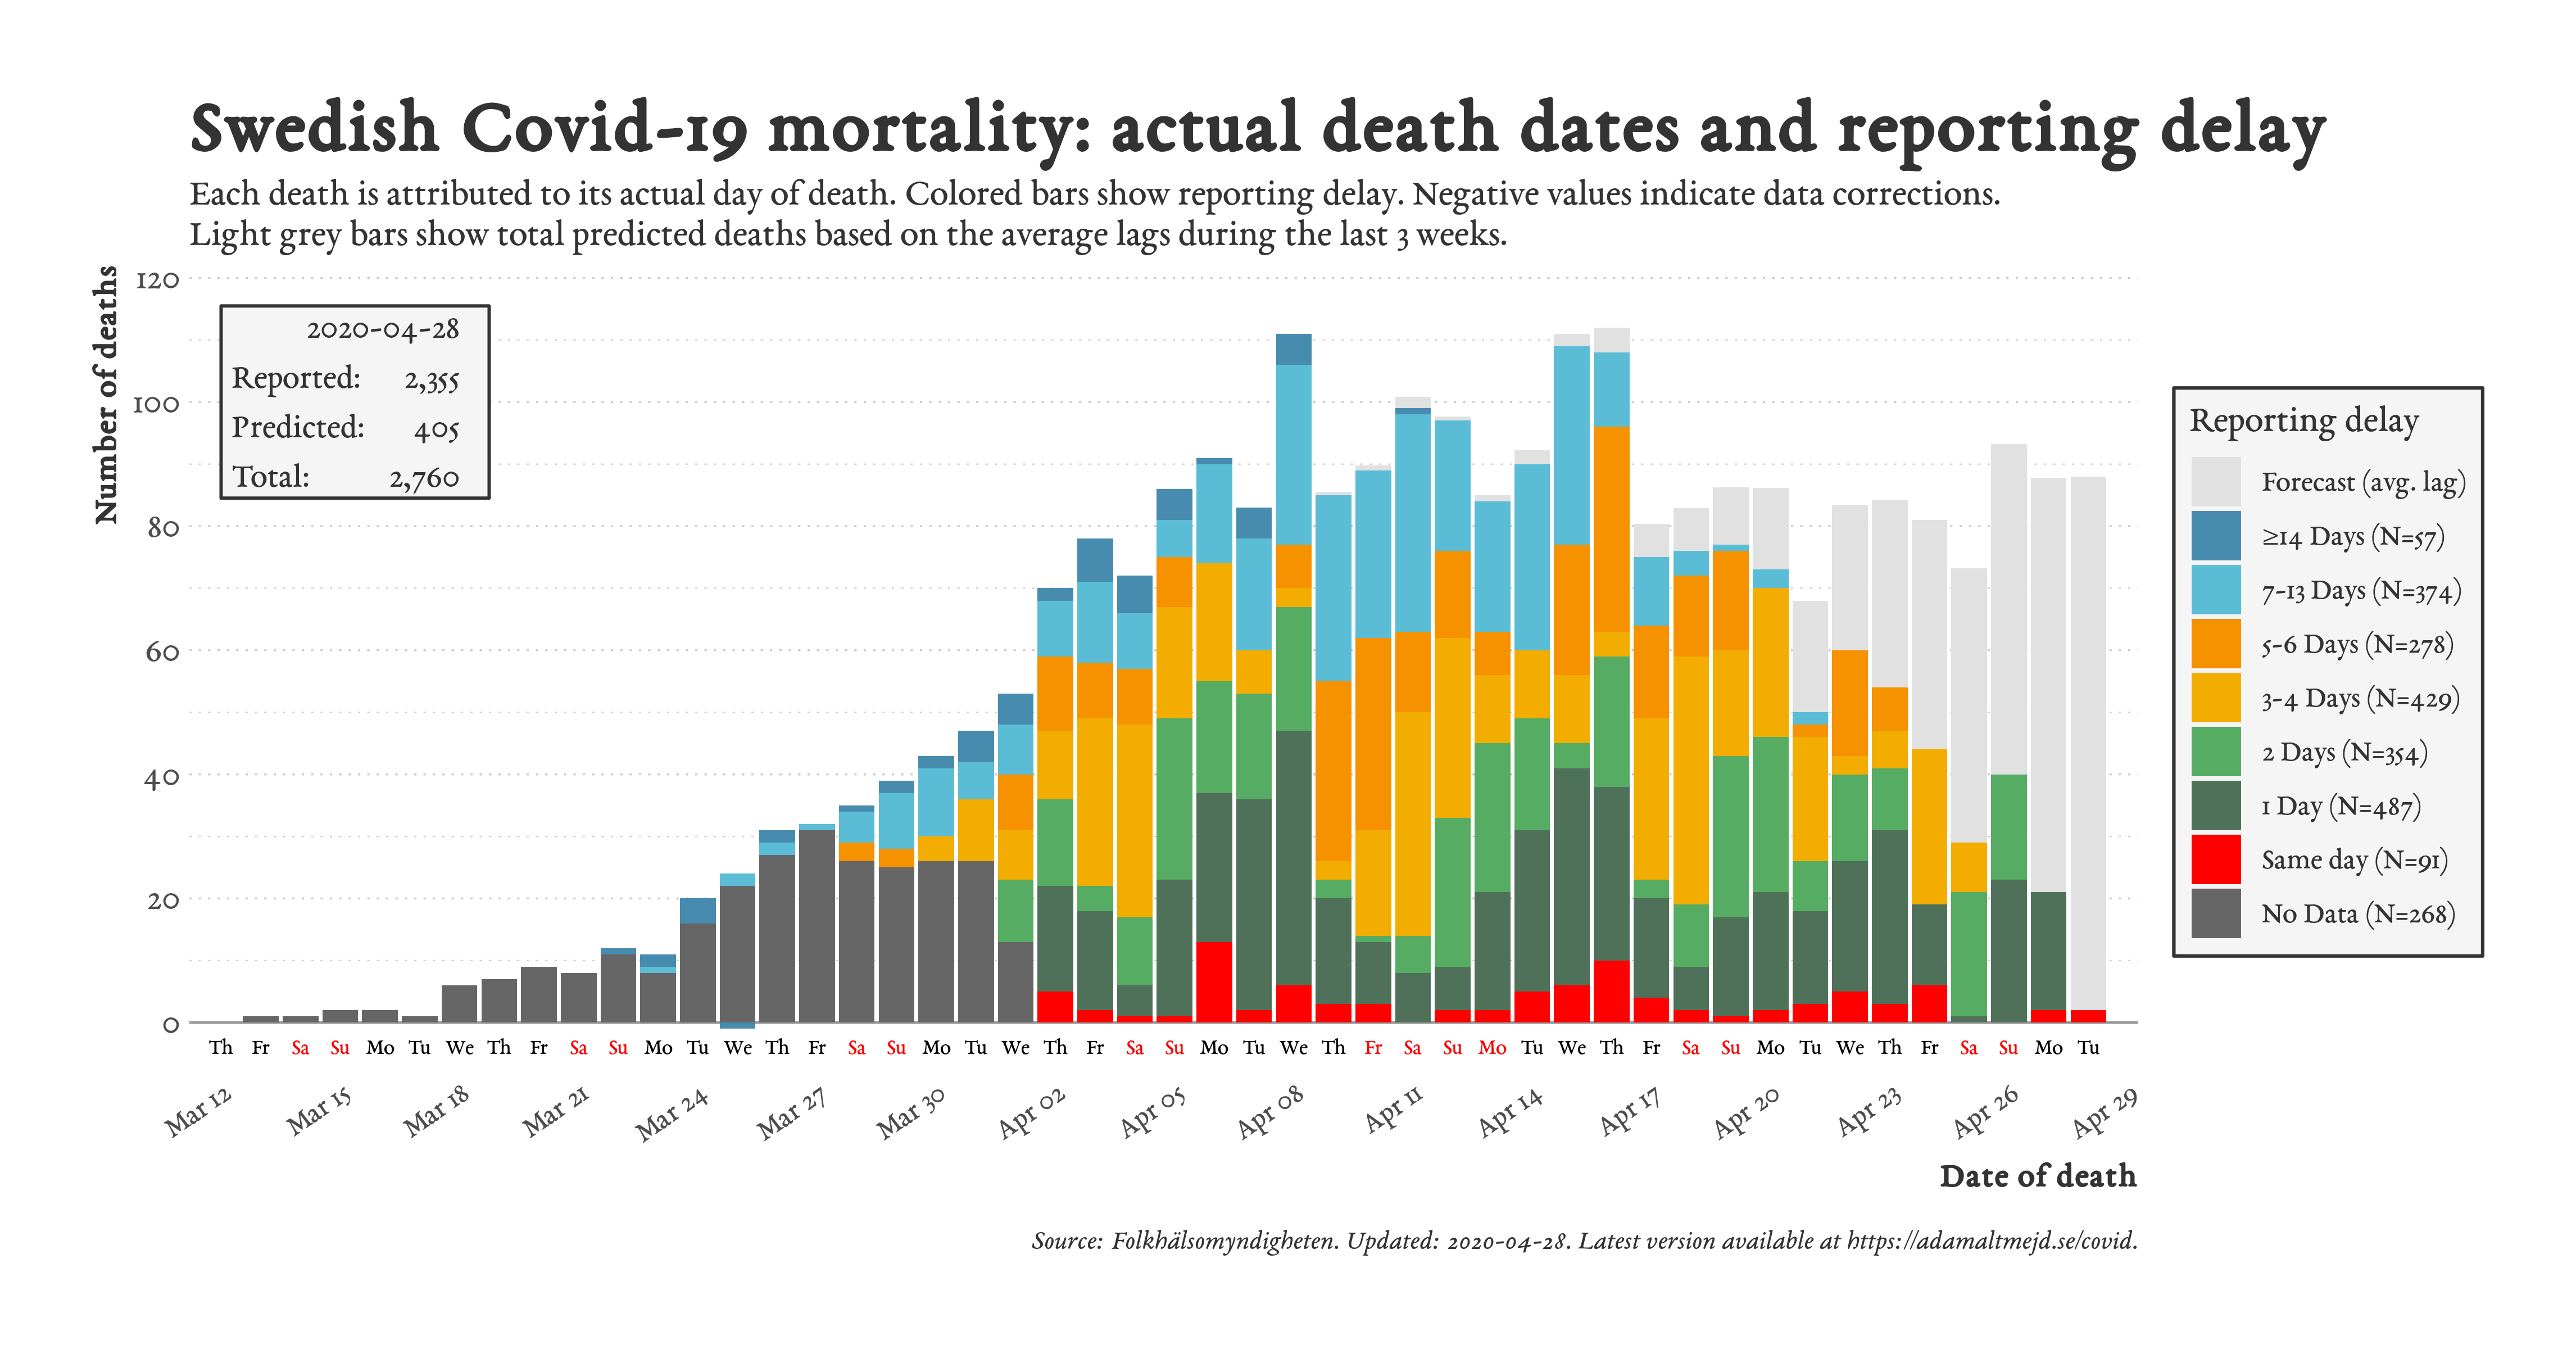 Swedish Covid-19 mortality: actual death dates and reporting delay
Each death is attributed to its actual day of death. Colored bars show reporting delay. Negative values indicate data corrections.
Light grey bars show total predicted deaths based on the average lags during the last 3 weeks.
Number of deaths
120
100
80
60
40
20
0
2020-04-28
Reported: 2,355
Predicted: 405
Total: 2,760
Reporting delay
Forecast (avg. lag)
≥14 Days (N=57)
7-13 Days (N=374)
5-6 Days (N=278)
3-4 Days (N=429)
2 Days (N=354)
1 Day (N=487)
Same day (N=91)
No Data (N=268)
Th Fr Sa Su Mo Tu We Th Fr Sa Su Mo Tu We Th Fr Sa Su Mo Tu We Th Fr Sa Su Mo Tu We Th Fr Sa Su Mo Tu We Th Fr Sa Su Mo Tu We Th Fr Sa Su Mo Tu
Mar 12 Mar 15 Mar 18 Mar 21 Mar 24 Mar 27 Mar 30 Apr 02 Apr 05 Apr 08 Apr 11 Apr 14 Apr 17 Apr 20 Apr 23 Apr 26 Apr 29
Date of death
Source: Folkhälsomyndigheten. Updated: 2020-04-28. Latest version available at https://adamaltmejd.se/covid.